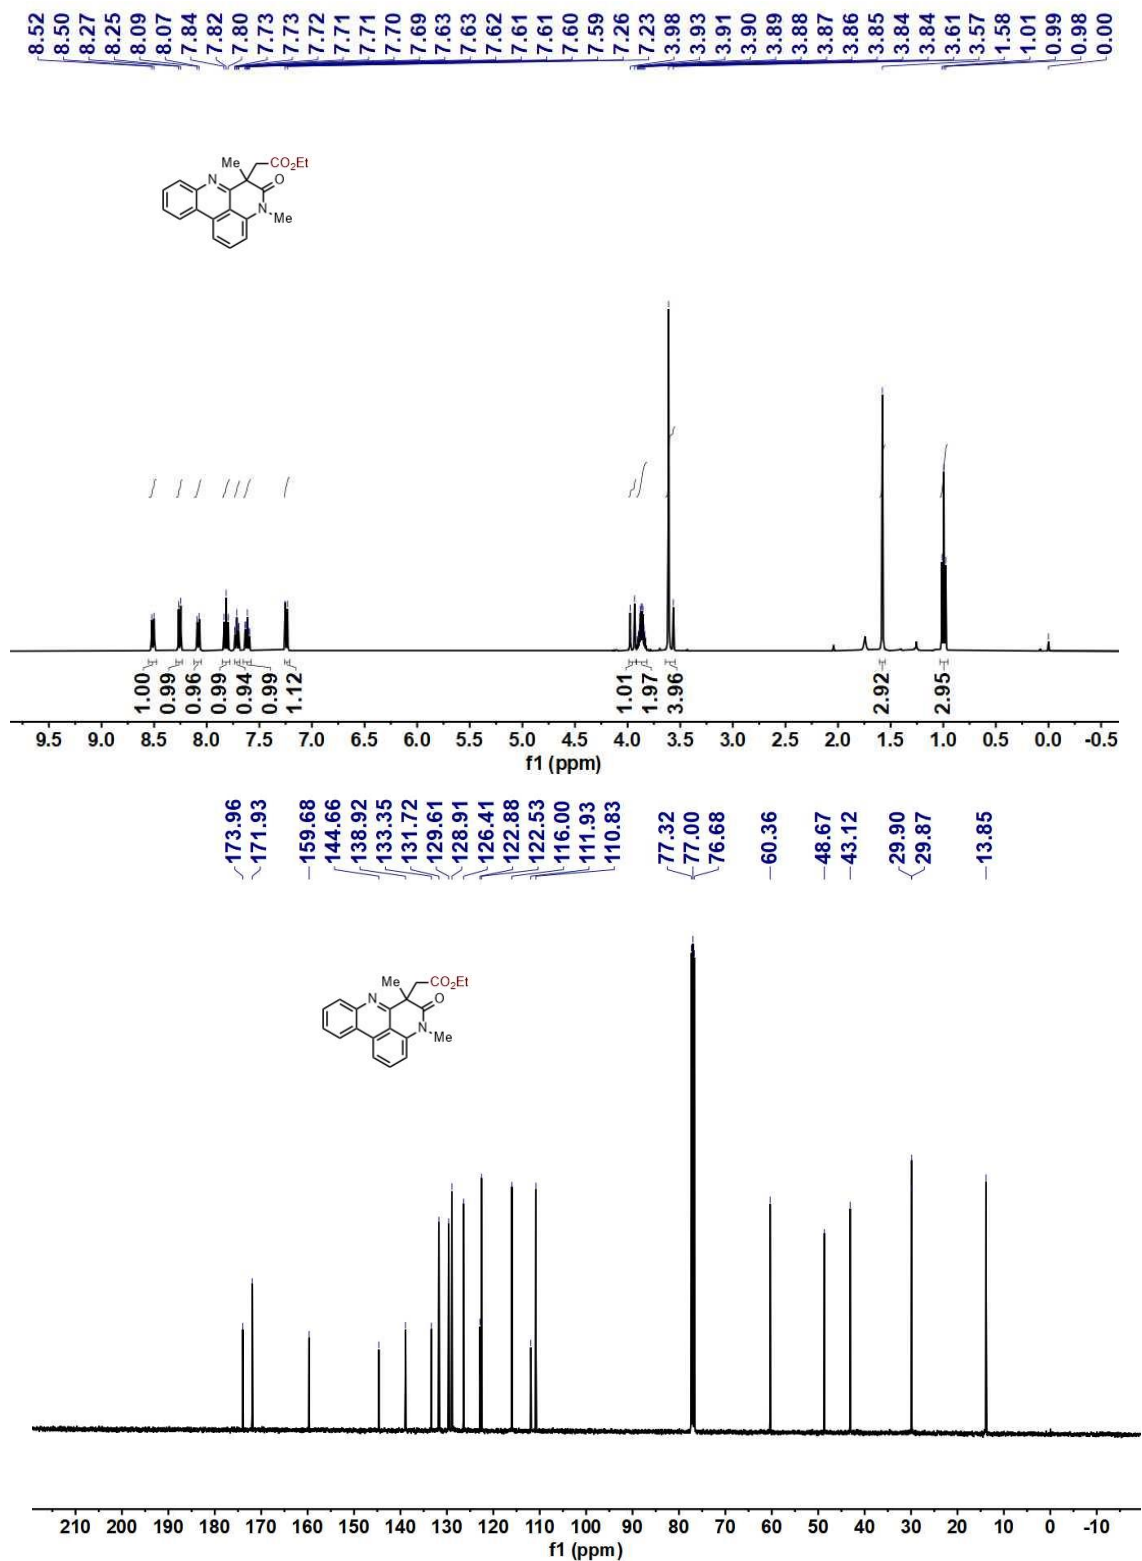 8.52 8.50 8.27 8.25 8.09 8.07 7.84 7.82 7.80 7.73 7.73 7.72 7.71 7.71 7.70 7.69 7.63 7.63 7.62 7.61 7.61 7.60 7.59 7.26 7.23 3.98 3.93 3.91 3.90 3.89 3.88 3.87 3.86 3.85 3.84 3.84 3.61 3.57 1.58 1.01 0.99 0.98 0.00
Me CO2Et
N O
N Me
1.00 0.99 0.96 0.99 0.94 0.99 1.12 1.01 1.97 3.96 2.92 2.95
9.5 9.0 8.5 8.0 7.5 7.0 6.5 6.0 5.5 5.0 4.5 4.0 3.5 3.0 2.5 2.0 1.5 1.0 0.5 0.0 -0.5
f1 (ppm)
173.96 171.93 159.68 144.66 138.92 133.35 131.72 129.61 128.91 126.41 122.88 122.53 116.00 111.93 110.83 77.32 77.00 76.68 60.36 48.67 43.12 29.90 29.87 13.85
Me CO2Et
N O
N Me
210 200 190 180 170 160 150 140 130 120 110 100 90 80 70 60 50 40 30 20 10 0 -10
f1 (ppm)